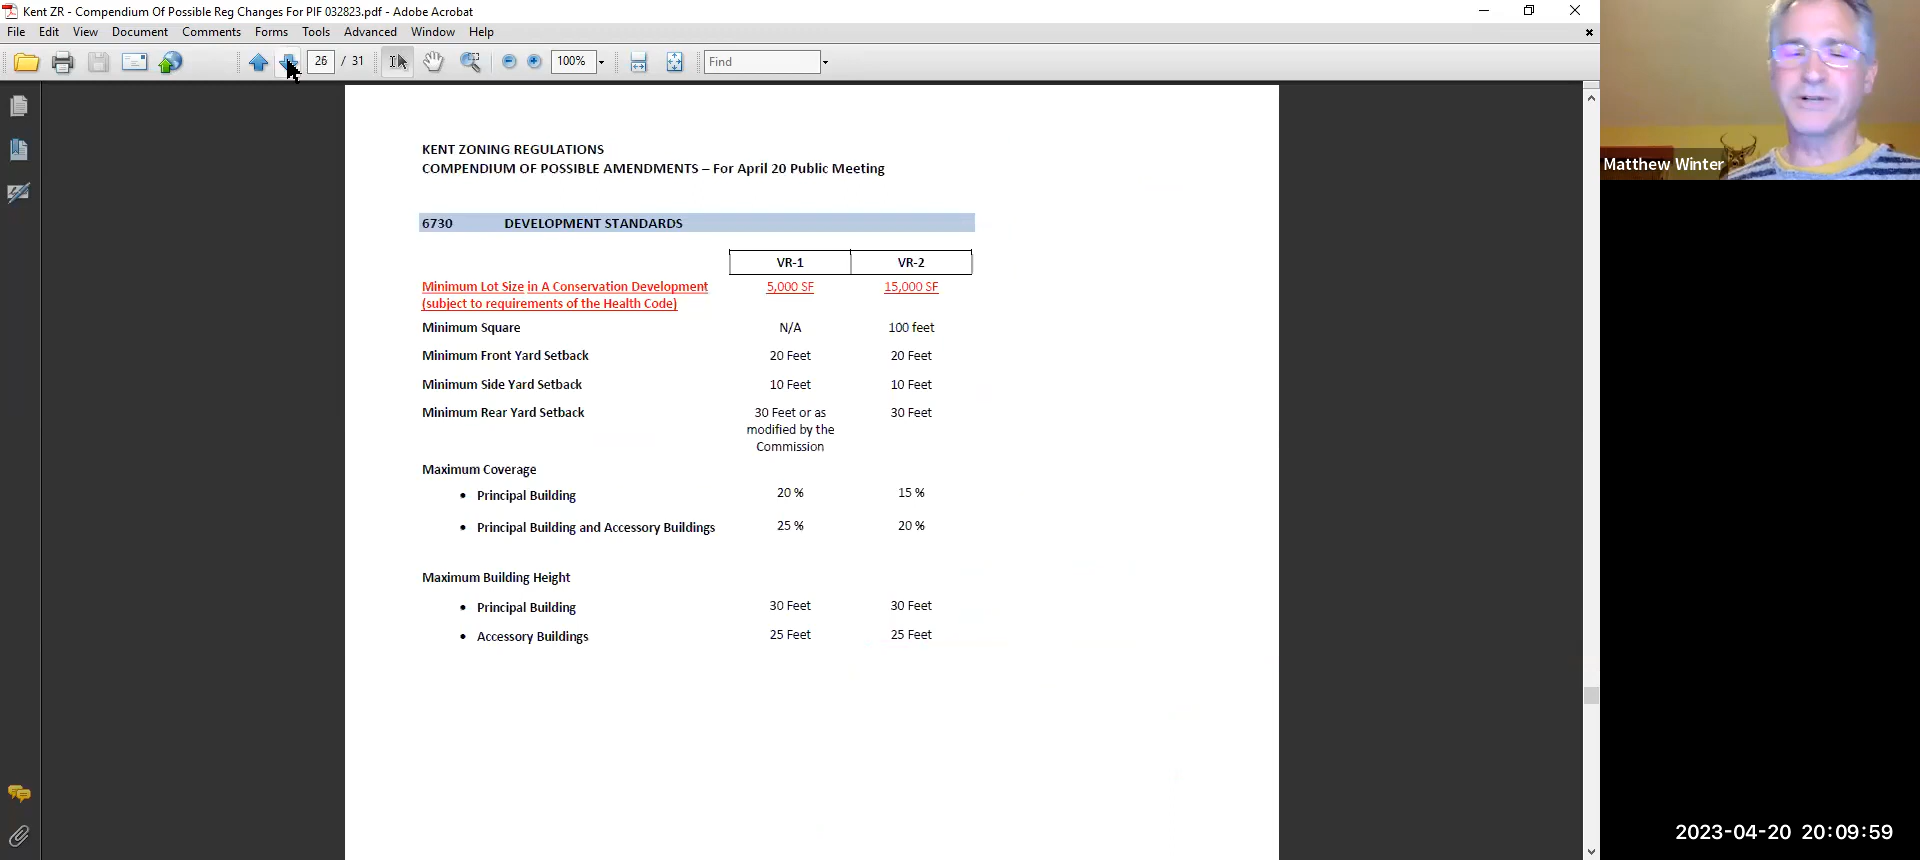 Kent ZR - Compendium Of Possible Reg Changes For PIF 032823.pdf - Adobe Acrobat
File Edit View Document Comments Forms Tools Advanced Window Help
26 / 31 100% Find
KENT ZONING REGULATIONS
COMPENDIUM OF POSSIBLE AMENDMENTS – For April 20 Public Meeting
6730 DEVELOPMENT STANDARDS
VR-1 VR-2
Minimum Lot Size in A Conservation Development 5,000 SF 15,000 SF
(subject to requirements of the Health Code)
Minimum Square N/A 100 feet
Minimum Front Yard Setback 20 Feet 20 Feet
Minimum Side Yard Setback 10 Feet 10 Feet
Minimum Rear Yard Setback 30 Feet or as 30 Feet
modified by the
Commission
Maximum Coverage
• Principal Building 20 % 15 %
• Principal Building and Accessory Buildings 25 % 20 %
Maximum Building Height
• Principal Building 30 Feet 30 Feet
• Accessory Buildings 25 Feet 25 Feet
Matthew Winter
2023-04-20 20:09:59